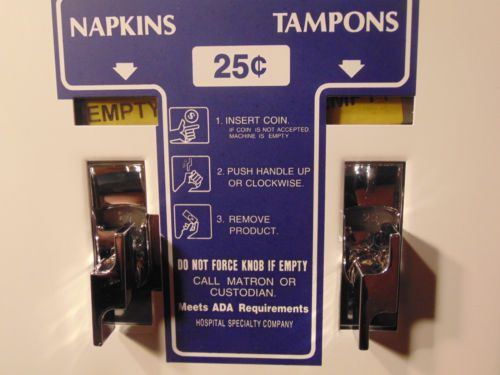 NAPKINS TAMPONS
25¢
EMPTY EMPTY
1. INSERT COIN.
IF COIN IS NOT ACCEPTED,
MACHINE IS EMPTY
2. PUSH HANDLE UP
OR CLOCKWISE.
3. REMOVE
PRODUCT.
DO NOT FORCE KNOB IF EMPTY
CALL MATRON OR
CUSTODIAN.
Meets ADA Requirements
HOSPITAL SPECIALTY COMPANY